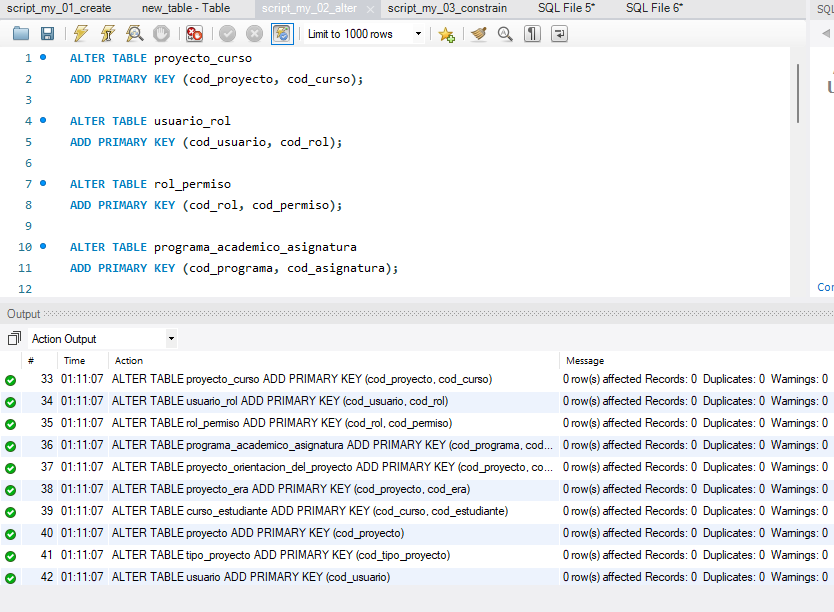 script_my_01_create new_table - Table script_my_02_alter script_my_03_constrain SQL File 5* SQL File 6* SQL
Limit to 1000 rows
1 ALTER TABLE proyecto_curso
2 ADD PRIMARY KEY (cod_proyecto, cod_curso);
3
4 ALTER TABLE usuario_rol
5 ADD PRIMARY KEY (cod_usuario, cod_rol);
6
7 ALTER TABLE rol_permiso
8 ADD PRIMARY KEY (cod_rol, cod_permiso);
9
10 ALTER TABLE programa_academico_asignatura
11 ADD PRIMARY KEY (cod_programa, cod_asignatura);
12
Output
Action Output
# Time Action Message
33 01:11:07 ALTER TABLE proyecto_curso ADD PRIMARY KEY (cod_proyecto, cod_curso) 0 row(s) affected Records: 0 Duplicates: 0 Warnings: 0
34 01:11:07 ALTER TABLE usuario_rol ADD PRIMARY KEY (cod_usuario, cod_rol) 0 row(s) affected Records: 0 Duplicates: 0 Warnings: 0
35 01:11:07 ALTER TABLE rol_permiso ADD PRIMARY KEY (cod_rol, cod_permiso) 0 row(s) affected Records: 0 Duplicates: 0 Warnings: 0
36 01:11:07 ALTER TABLE programa_academico_asignatura ADD PRIMARY KEY (cod_programa, cod... 0 row(s) affected Records: 0 Duplicates: 0 Warnings: 0
37 01:11:07 ALTER TABLE proyecto_orientacion_del_proyecto ADD PRIMARY KEY (cod_proyecto, co... 0 row(s) affected Records: 0 Duplicates: 0 Warnings: 0
38 01:11:07 ALTER TABLE proyecto_era ADD PRIMARY KEY (cod_proyecto, cod_era) 0 row(s) affected Records: 0 Duplicates: 0 Warnings: 0
39 01:11:07 ALTER TABLE curso_estudiante ADD PRIMARY KEY (cod_curso, cod_estudiante) 0 row(s) affected Records: 0 Duplicates: 0 Warnings: 0
40 01:11:07 ALTER TABLE proyecto ADD PRIMARY KEY (cod_proyecto) 0 row(s) affected Records: 0 Duplicates: 0 Warnings: 0
41 01:11:07 ALTER TABLE tipo_proyecto ADD PRIMARY KEY (cod_tipo_proyecto) 0 row(s) affected Records: 0 Duplicates: 0 Warnings: 0
42 01:11:07 ALTER TABLE usuario ADD PRIMARY KEY (cod_usuario) 0 row(s) affected Records: 0 Duplicates: 0 Warnings: 0